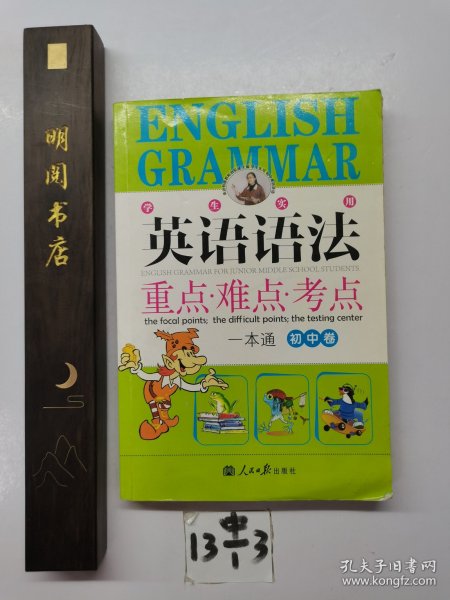 明阅书店
ENGLISH
GRAMMAR
学生实用
英语语法
ENGLISH GRAMMAR FOR JUNIOR MIDDLE SCHOOL STUDENTS
重点·难点·考点
the focal points; the difficult points; the testing center
一本通 初中卷
人民日报出版社
中
13 1 3
孔夫子旧书网
www.kongfz.com